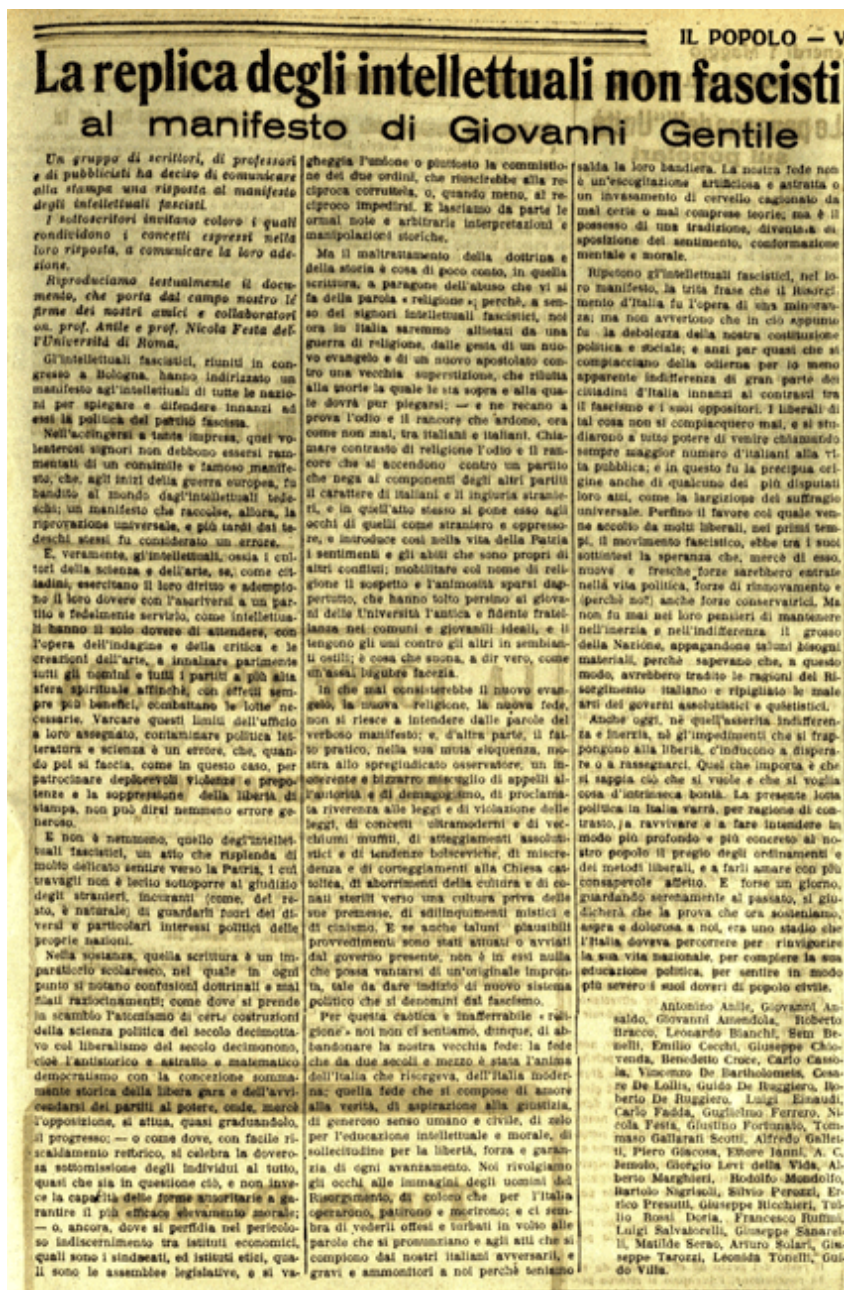 IL POPOLO — V
La replica degli intellettuali non fascisti
al manifesto di Giovanni Gentile
Un gruppo di scrittori, di professori
e di pubblicisti ha deciso di comunicare
alla stampa una risposta al manifesto
degli intellettuali fascisti.
I sottoscritori invitano coloro i quali
condividono i concetti espressi nella
loro risposta, a comunicare la loro ade-
sione.
Riproduciamo testualmente il docu-
mento, che porta dal campo nostro le
firme dei nostri amici e collaboratori
on. prof. Anile e prof. Nicola Festa del-
l'Università di Roma.
Gl'intellettuali fascistici, riuniti in con-
gresso a Bologna, hanno indirizzato un
manifesto agl'intellettuali di tutte le nazio-
ni per spiegare e difendere innanzi ad
essi la politica del partito fascista.
Nell'accingersi a tanta impresa, quei vo-
lenterosi signori non debbono essersi ram-
mentati di un consimile e famoso manife-
sto, che, agli inizi della guerra europea, fu
bandito al mondo dagl'intellettuali tede-
schi; un manifesto che raccolse, allora, la
riprovazione universale, e più tardi dai te-
deschi stessi fu considerato un errore.
E, veramente, gl'intellettuali, ossia i cul-
tori della scienza e dell'arte, se, come cit-
tadini, esercitano il loro diritto e adempio-
no il loro dovere con l'ascriversi a un par-
tito e fedelmente servirlo, come intellettua-
li hanno il solo dovere di attendere, con
l'opera dell'indagine e della critica e le
creazioni dell'arte, a innalzare parimente
tutti gli uomini e tutti i partiti a più alta
sfera spirituale affinchè, con effetti sem-
pre più benefici, combattano le lotte ne-
cessarie. Varcare questi limiti dell'ufficio
a loro assegnato, contaminare politica let-
teratura e scienza è un errore, che, quan-
do poi si faccia, come in questo caso, per
patrocinare deplorevoli violenze e prepo-
tenze e la soppressione della libertà di
stampa, non può dirsi nemmeno errore ge-
neroso.
E non è nemmeno, quello degl'intellet-
tuali fascistici, un atto che risplenda di
molto delicato sentire verso la Patria, i cui
travagli non è lecito sottoporre al giudizio
degli stranieri, incuranti (come, del re-
sto, è naturale) di guardarli fuori dei di-
versi e particolari interessi politici delle
proprie nazioni.
Nella sostanza, quella scrittura è un im-
paraticcio scolaresco, nel quale in ogni
punto si notano confusioni dottrinali e mal
filati raziocinamenti; come dove si prende
in scambio l'atomismo di certe costruzioni
della scienza politica del secolo decimotta-
vo col liberalismo del secolo decimonono,
cioè l'antistorico e astratto e matematico
democratismo con la concezione somma-
mente storica della libera gara e dell'avvi-
cendarsi dei partiti al potere, onde, mercè
l'opposizione, si attua, quasi graduandolo,
il progresso; — o come dove, con facile ri-
scaldamento rettorico, si celebra la dovero-
sa sottomissione degli individui al tutto,
quasi che sia in questione ciò, e non inve-
ce la capacità delle forme autoritarie a ga-
rantire il più efficace elevamento morale;
— o, ancora, dove si perfidia nel pericolo-
so indiscernimento tra istituti economici,
quali sono i sindacati, ed istituti etici, qua-
li sono le assemblee legislative, e si va-
gheggia l'unione o piuttosto la commistio-
ne dei due ordini, che riuscirebbe alla re-
ciproca corruttela, o, quando meno, al re-
ciproco impedirsi. E lasciamo da parte le
ormai note e arbitrarie interpretazioni e
manipolazioni storiche.
Ma il maltrattamento della dottrina e
della storia è cosa di poco conto, in quella
scrittura, a paragone dell'abuso che vi si
fa della parola « religione »; perchè, a sen-
so dei signori intellettuali fascistici, noi
ora in Italia saremmo allietati da una
guerra di religione, dalle gesta di un nuo-
vo evangelo e di un nuovo apostolato con-
tro una vecchia superstizione, che rilutta
alla morte la quale le sta sopra e alla qua-
le dovrà pur piegarsi; — e ne recano a
prova l'odio e il rancore che ardono, ora
come non mai, tra italiani e italiani. Chia-
mare contrasto di religione l'odio e il ran-
core che si accendono contro un partito
che nega ai componenti degli altri partiti
il carattere di italiani e li ingiuria stranie-
ri, e in quell'atto stesso si pone esso agli
occhi di quelli come straniero e oppresso-
re, e introduce così nella vita della Patria
i sentimenti e gli abiti che sono propri di
altri conflitti; mobilitare col nome di reli-
gione il sospetto e l'animosità sparsi dap-
pertutto, che hanno tolto persino ai giova-
ni delle Università l'antica e fidente fratel-
lanza nei comuni e giovanili ideali, e li
tengono gli uni contro gli altri in sembian-
ti ostili; è cosa che suona, a dir vero, come
un'assai lugubre facezia.
In che mai consisterebbe il nuovo evan-
gelo, la nuova religione, la nuova fede,
non si riesce a intendere dalle parole del
verboso manifesto; e, d'altra parte, il fat-
to pratico, nella sua muta eloquenza, mo-
stra allo spregiudicato osservatore, un in-
coerente e bizzarro miscuglio di appelli al-
l'autorità e di demagogismo, di proclama-
ta riverenza alle leggi e di violazione delle
leggi, di concetti ultramoderni e di vec-
chiumi muffiti, di atteggiamenti assoluti-
stici e di tendenze bolsceviche, di miscre-
denza e di corteggiamenti alla Chiesa cat-
tolica, di aborrimenti della cultura e di co-
nati sterili verso una cultura priva delle
sue premesse, di sdilinquimenti mistici e
di cinismo. E se anche taluni plausibili
provvedimenti sono stati attuati o avviati
dal governo presente, non è in essi nulla
che possa vantarsi di un'originale impron-
ta, tale da dare indizio di nuovo sistema
politico che si denomini dal fascismo.
Per questa caotica e inafferrabile « reli-
gione » noi non ci sentiamo, dunque, di ab-
bandonare la nostra vecchia fede: la fede
che da due secoli e mezzo è stata l'anima
dell'Italia che risorgeva, dell'Italia moder-
na; quella fede che si compose di amore
alla verità, di aspirazione alla giustizia,
di generoso senso umano e civile, di zelo
per l'educazione intellettuale e morale, di
sollecitudine per la libertà, forza e garan-
zia di ogni avanzamento. Noi rivolgiamo
gli occhi alle immagini degli uomini del
Risorgimento, di coloro che per l'Italia
operarono, patirono e morirono; e ci sem-
bra di vederli offesi e turbati in volto alle
parole che si pronunziano e agli atti che si
compiono dai nostri italiani avversarii, e
gravi e ammonitori a noi perchè teniamo
salda la loro bandiera. La nostra fede non
è un'escogitazione artificiosa e astratta o
un invasamento di cervello cagionato da
mal certe o mal comprese teorie; ma è il
possesso di una tradizione, diventata di-
sposizione del sentimento, conformazione
mentale e morale.
Ripetono gl'intellettuali fascistici, nel lo-
ro manifesto, la trita frase che il Risorgi-
mento d'Italia fu l'opera di una minoran-
za; ma non avvertono che in ciò appunto
fu la debolezza della nostra costituzione
politica e sociale; e anzi par quasi che si
compiacciano della odierna per lo meno
apparente indifferenza di gran parte dei
cittadini d'Italia innanzi ai contrasti tra
il fascismo e i suoi oppositori. I liberali di
tal cosa non si compiacquero mai, e si stu-
diarono a tutto potere di venire chiamando
sempre maggior numero d'italiani alla vi-
ta pubblica; e in questo fu la precipua ori-
gine anche di qualcuno dei più disputati
loro atti, come la largizione del suffragio
universale. Perfino il favore col quale ven-
ne accolto da molti liberali, nei primi tem-
pi, il movimento fascistico, ebbe tra i suoi
sottintesi la speranza che, mercè di esso,
nuove e fresche forze sarebbero entrate
nella vita politica, forze di rinnovamento e
(perchè no?) anche forze conservatrici. Ma
non fu mai nei loro pensieri di mantenere
nell'inerzia e nell'indifferenza il grosso
della Nazione, appagandone taluni bisogni
materiali, perchè sapevano che, a questo
modo, avrebbero tradito le ragioni del Ri-
sorgimento italiano e ripigliato le male
arti dei governi assolutistici e quietistici.
Anche oggi, nè quell'asserita indifferen-
za e inerzia, nè gl'impedimenti che si frap-
pongono alla libertà, c'inducono a dispera-
re o a rassegnarci. Quel che importa è che
si sappia ciò che si vuole e che si voglia
cosa d'intrinseca bontà. La presente lotta
politica in Italia varrà, per ragione di con-
trasto, a ravvivare e a fare intendere in
modo più profondo e più concreto al no-
stro popolo il pregio degli ordinamenti e
dei metodi liberali, e a farli amare con più
consapevole affetto. E forse un giorno,
guardando serenamente al passato, si giu-
dicherà che la prova che ora sosteniamo,
aspra e dolorosa a noi, era uno stadio che
l'Italia doveva percorrere per rinvigorire
la sua vita nazionale, per compiere la sua
educazione politica, per sentire in modo
più severo i suoi doveri di popolo civile.
Antonino Anile, Giovanni An-
saldo, Giovanni Amendola, Roberto
Bracco, Leonardo Bianchi, Sem Be-
nelli, Emilio Cecchi, Giuseppe Chio-
venda, Benedetto Croce, Carlo Casso-
la, Vincenzo De Bartholomeis, Cesa-
re De Lollis, Guido De Ruggiero, Ro-
berto De Ruggiero, Luigi Einaudi,
Carlo Fadda, Guglielmo Ferrero, Ni-
cola Festa, Giustino Fortunato, Tom-
maso Gallarati Scotti, Alfredo Gallet-
ti, Piero Giacosa, Ettore Ianni, A. C.
Jemolo, Giorgio Levi della Vida, Al-
berto Marghieri, Rodolfo Mondolfo,
Bartolo Nigrisoli, Silvio Perozzi, En-
rico Presutti, Giuseppe Ricchieri, Tul-
lio Rossi Doria, Francesco Ruffini,
Luigi Salvatorelli, Giuseppe Sanarel-
li, Matilde Serao, Arturo Solari, Giu-
seppe Tarozzi, Leonida Tonelli, Gui-
do Villa.